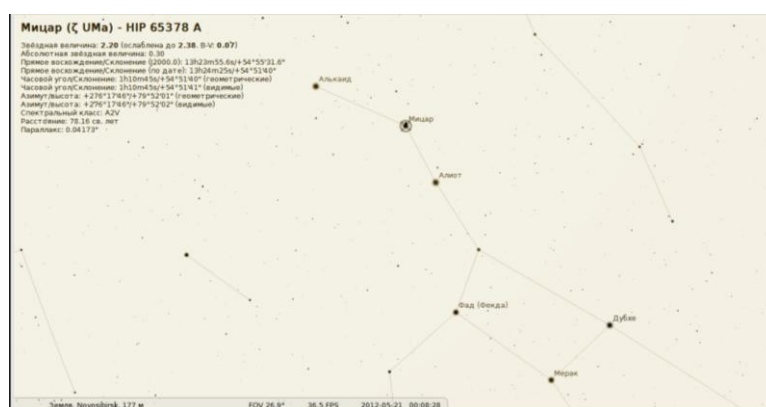 Мицар (ζ UMa) - HIP 65378 A
Звёздная величина: 2.20 (ослаблена до 2.38. B-V: 0.07)
Абсолютная звёздная величина: 0.30
Прямое восхождение/Склонение (J2000.0): 13h23m55.6s/+54°55'31.6"
Прямое восхождение/Склонение (по дате): 13h24m25s/+54°51'40"
Часовой угол/Склонение: 1h10m45s/+54°51'40" (геометрические)
Часовой угол/Склонение: 1h10m45s/+54°51'41" (видимые)
Азимут/высота: +276°17'46"/+79°52'01" (геометрические)
Азимут/высота: +276°17'46"/+79°52'02" (видимые)
Спектральный класс: A2V
Расстояние: 78.16 св. лет
Параллакс: 0.04173"
Алькаид
Мицар
Алиот
Фад (Фекда)
Дубхе
Мерак
Земля, Novosibirsk, 177 м FOV 26.9° 36.5 FPS 2012-05-21 00:08:28